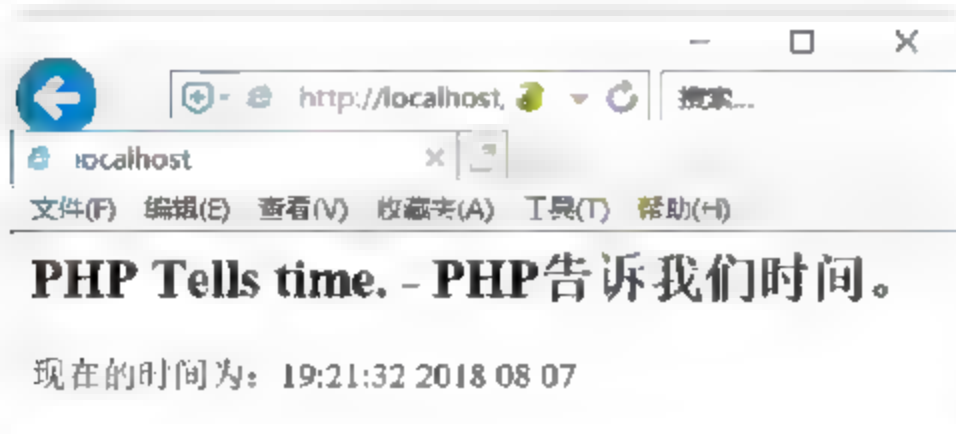 http://localhost
搜索...
localhost
文件(F) 编辑(E) 查看(V) 收藏夹(A) 工具(T) 帮助(H)
PHP Tells time. - PHP告诉我们时间。
现在的时间为：19:21:32 2018 08 07